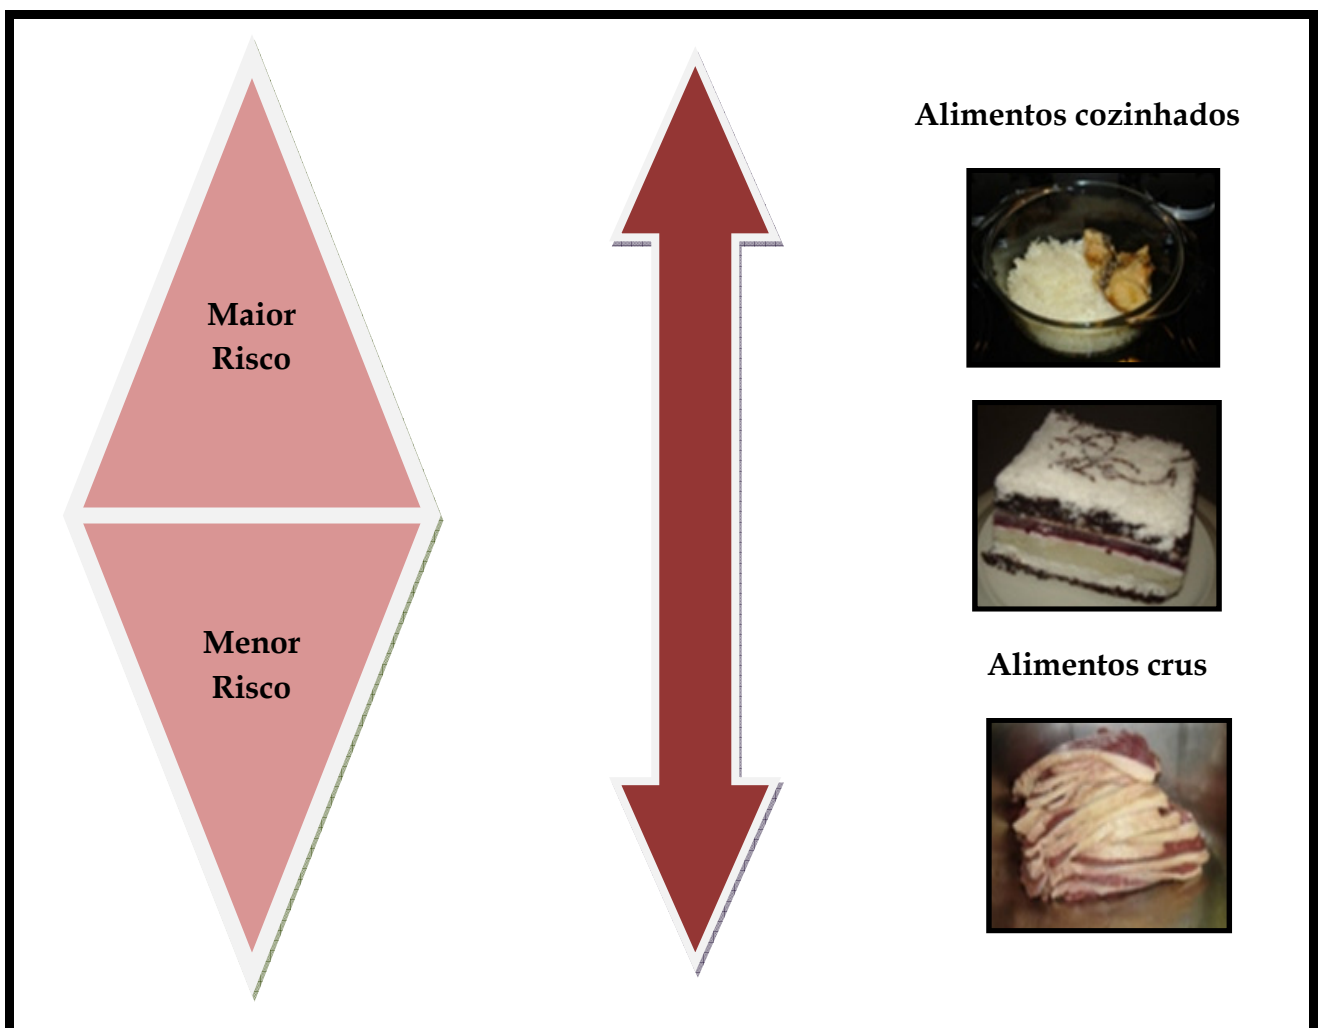 Alimentos cozinhados
Maior
Risco
Menor
Risco
Alimentos crus